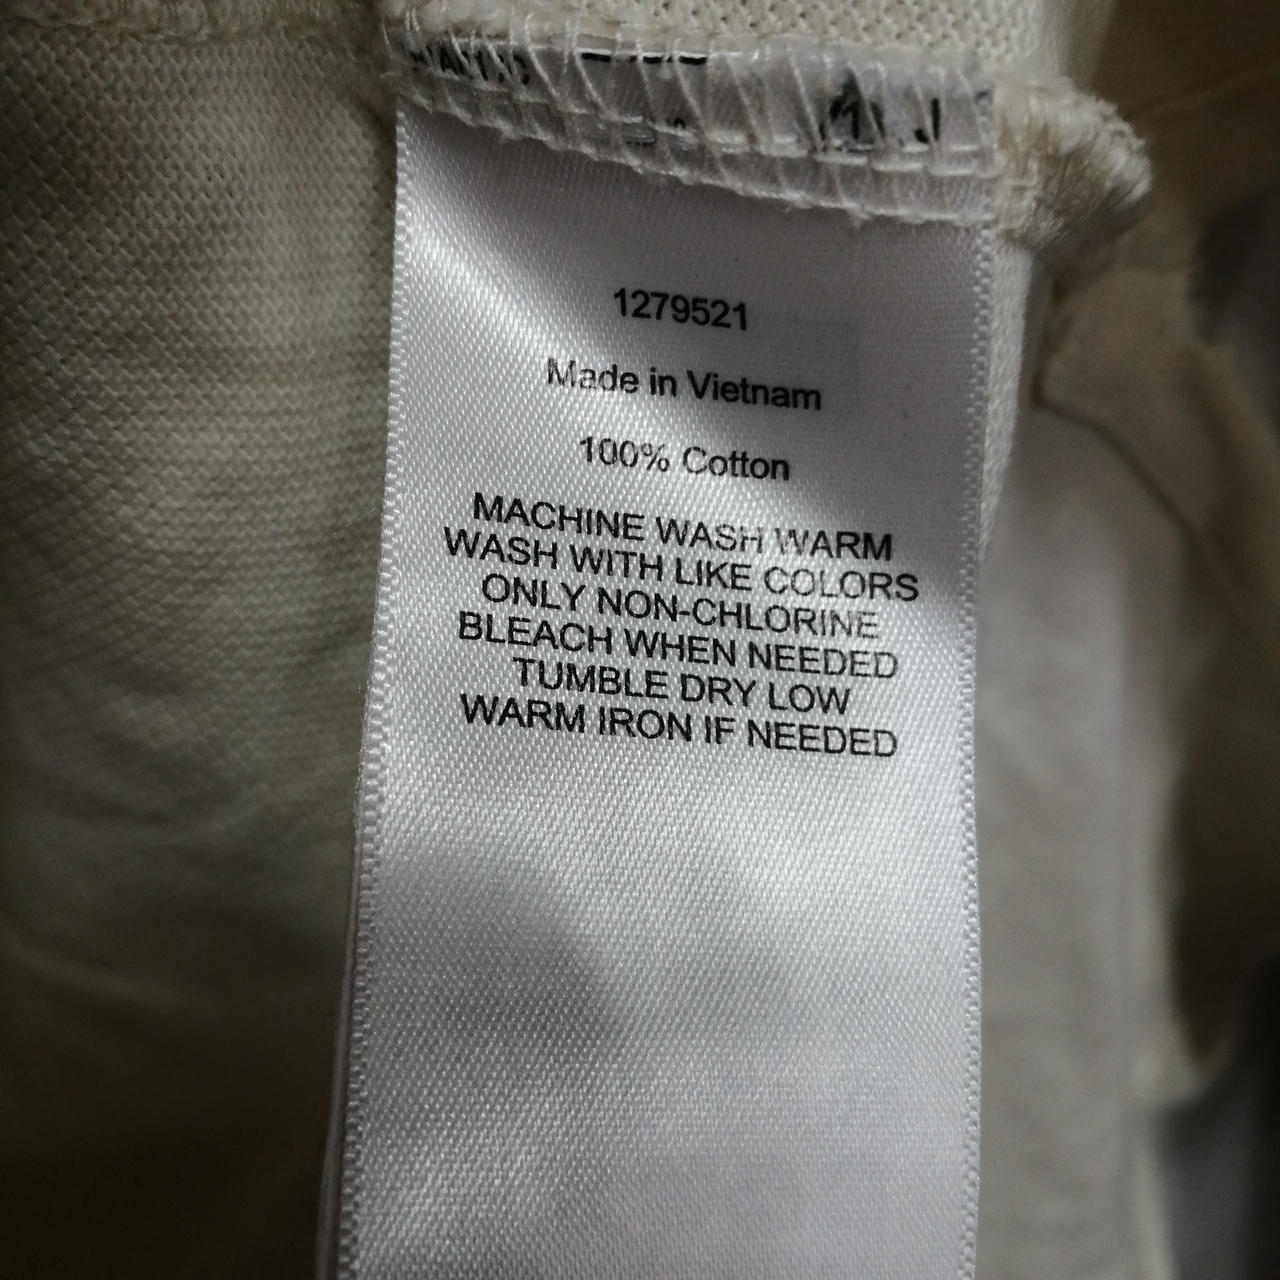 1279521
Made in Vietnam
100% Cotton
MACHINE WASH WARM
WASH WITH LIKE COLORS
ONLY NON-CHLORINE
BLEACH WHEN NEEDED
TUMBLE DRY LOW
WARM IRON IF NEEDED